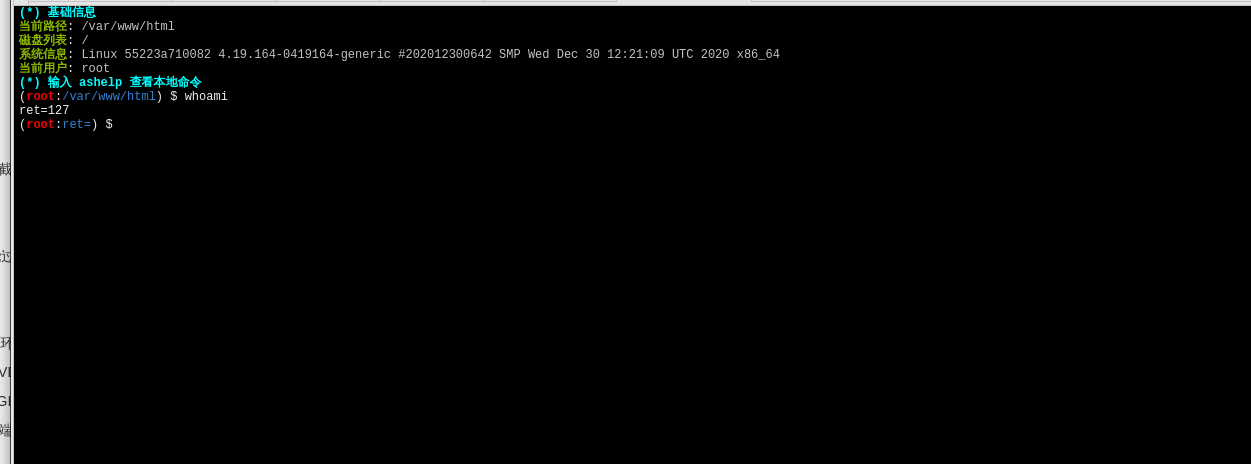 (*) 基础信息
当前路径: /var/www/html
磁盘列表: /
系统信息: Linux 55223a710082 4.19.164-0419164-generic #202012300642 SMP Wed Dec 30 12:21:09 UTC 2020 x86_64
当前用户: root
(*) 输入 ashelp 查看本地命令
(root:/var/www/html) $ whoami
ret=127
(root:ret=) $
截
过
环
端